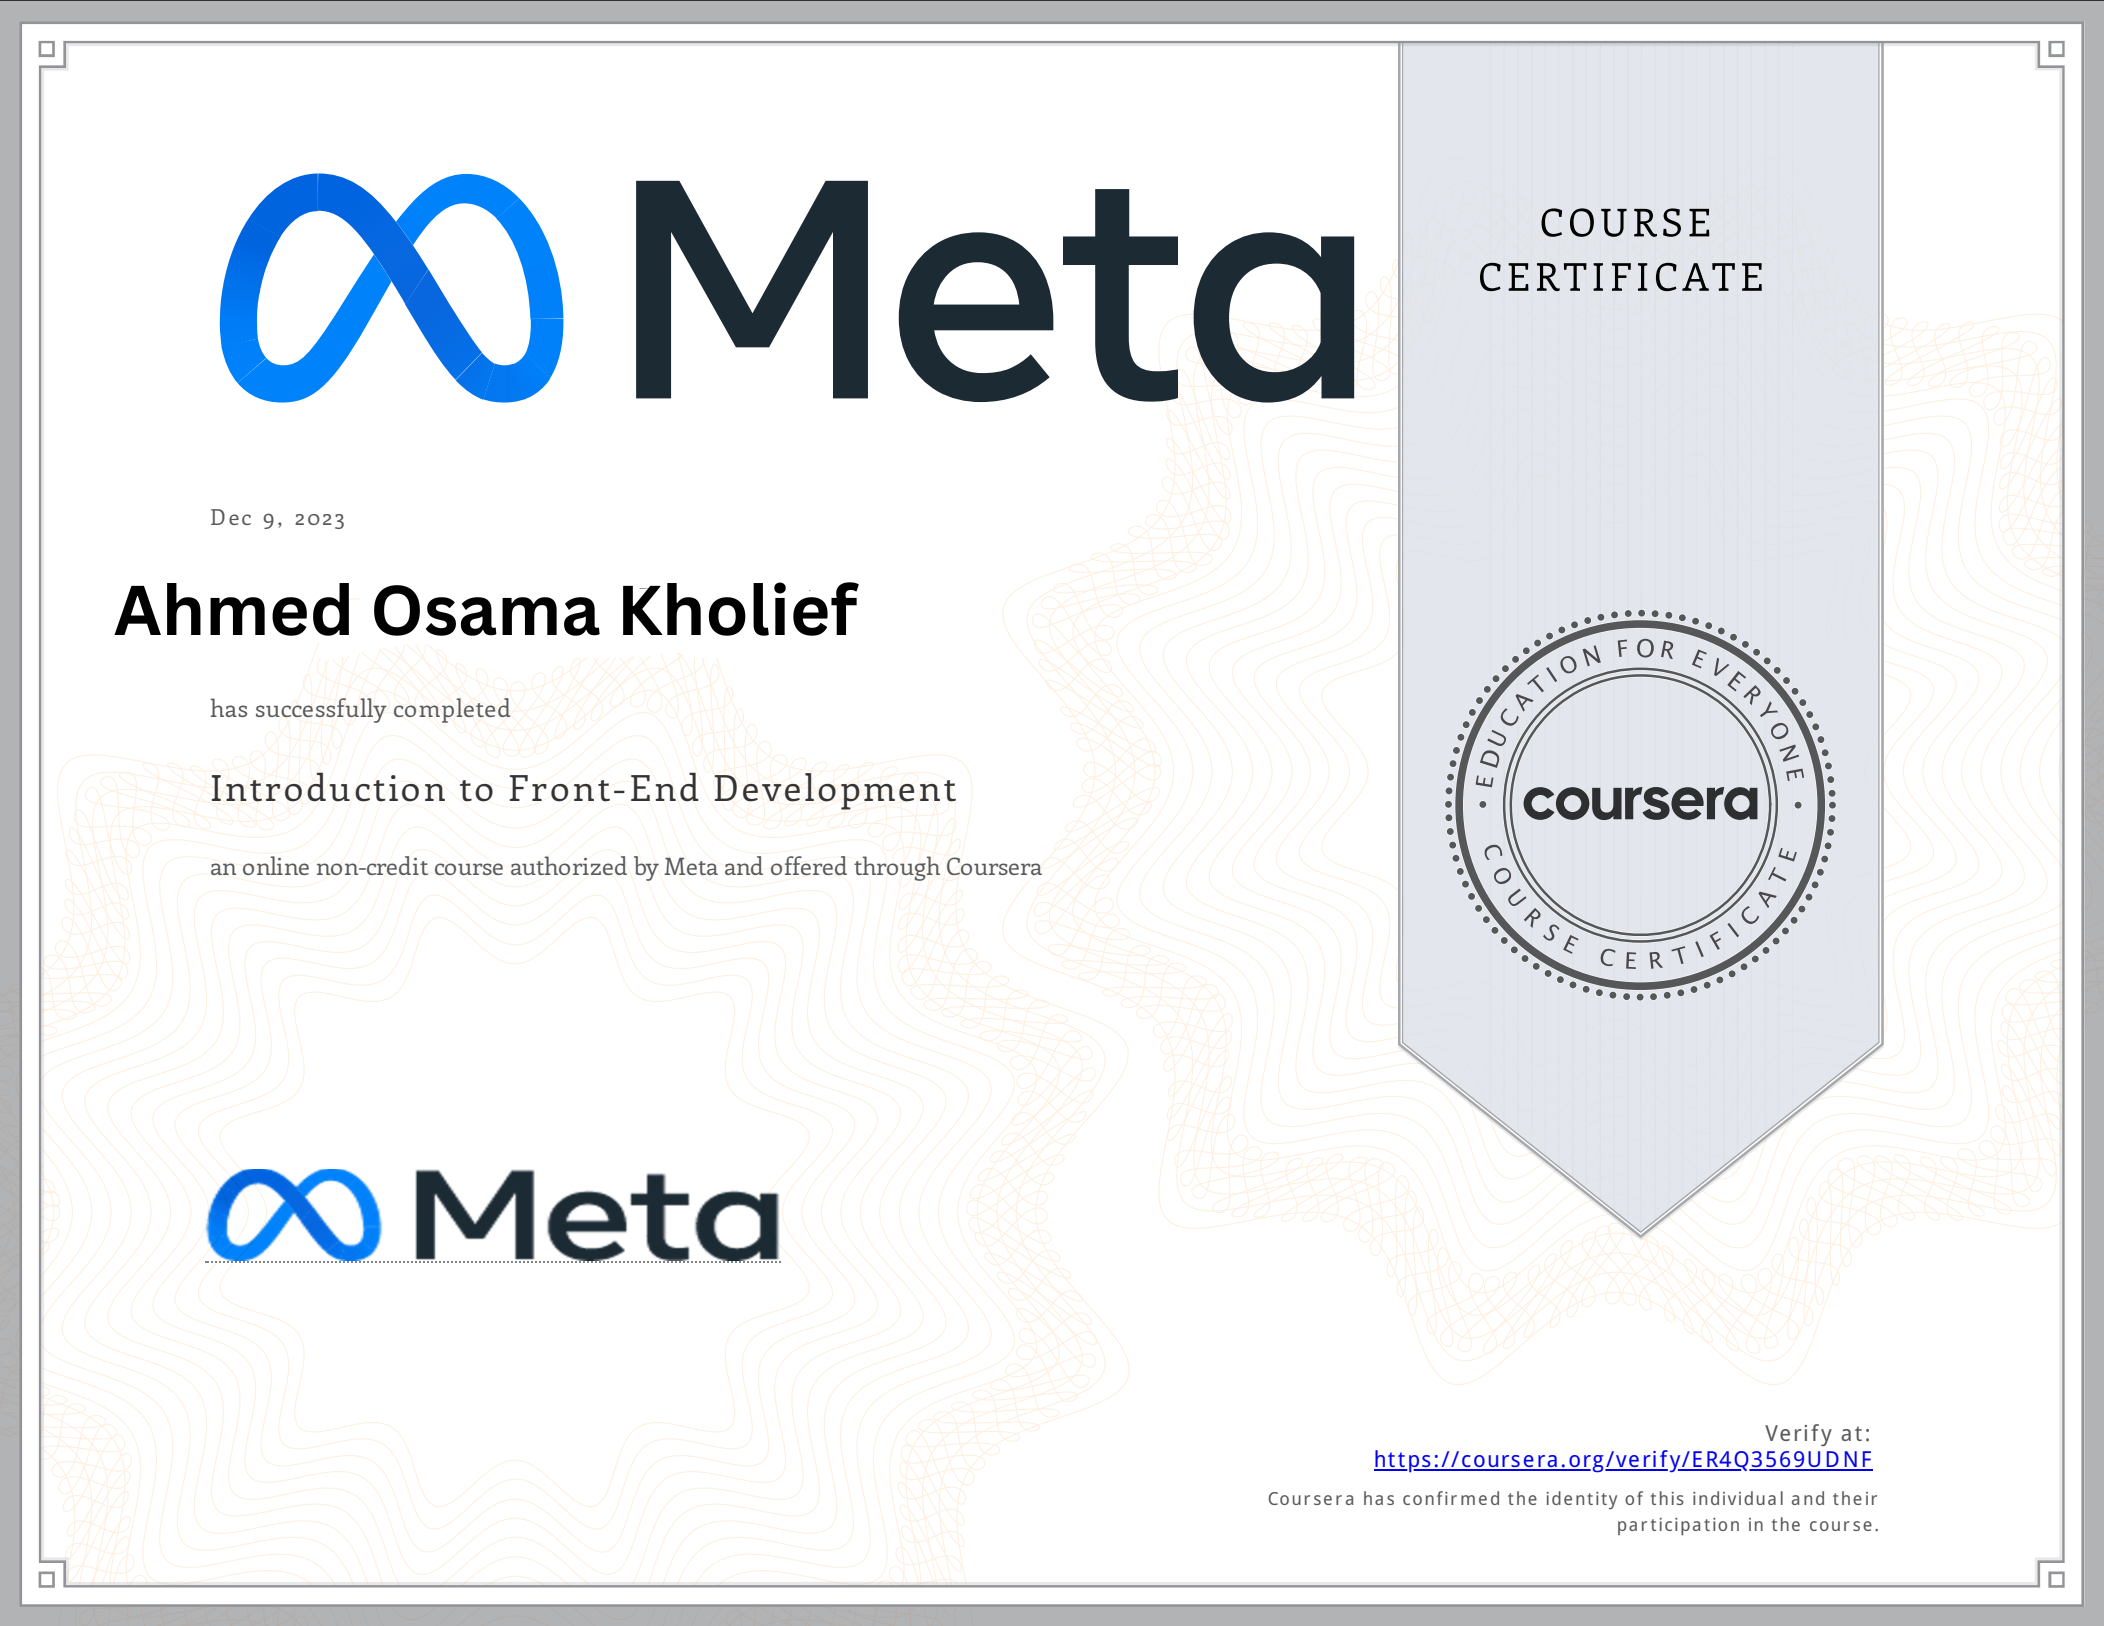 Meta
COURSE
CERTIFICATE
Dec 9, 2023
Ahmed Osama Kholief
has successfully completed
Introduction to Front-End Development
an online non-credit course authorized by Meta and offered through Coursera
EDUCATION FOR EVERYONE
coursera
COURSE CERTIFICATE
Meta
Verify at:
https://coursera.org/verify/ER4Q3569UDNF
Coursera has confirmed the identity of this individual and their
participation in the course.